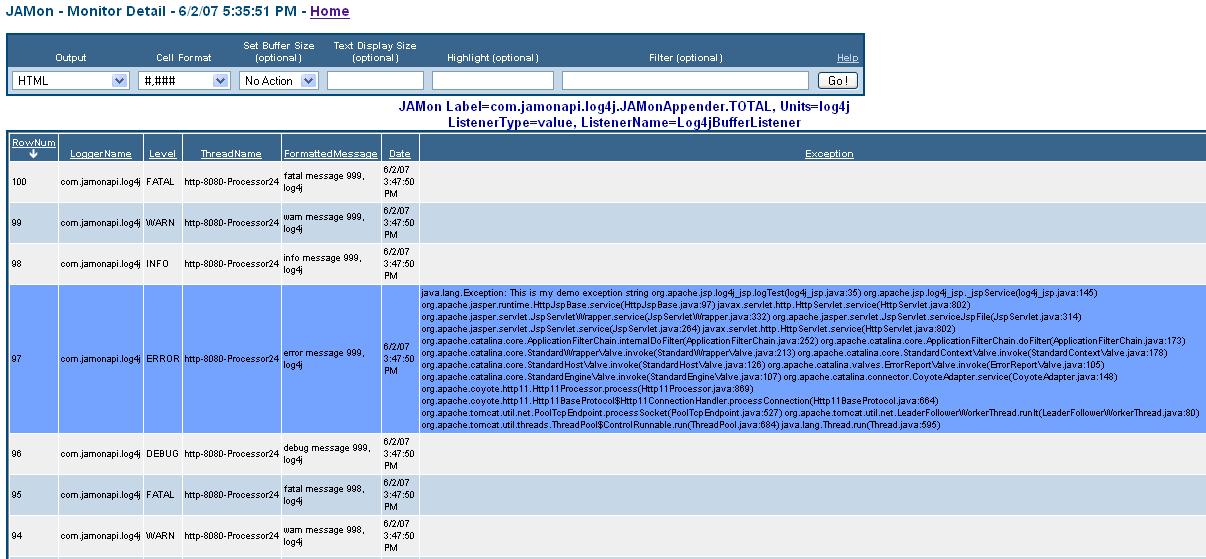 JAMon - Monitor Detail - 6/2/07 5:35:51 PM - Home
Output Cell Format Set Buffer Size (optional) Text Display Size (optional) Highlight (optional) Filter (optional) Help
HTML #,### No Action Go !
JAMon Label=com.jamonapi.log4j.JAMonAppender.TOTAL, Units=log4j
ListenerType=value, ListenerName=Log4jBufferListener
RowNum LoggerName Level ThreadName FormattedMessage Date Exception
100 com.jamonapi.log4j FATAL http-8080-Processor24 fatal message 999, log4j 6/2/07 3:47:50 PM
99 com.jamonapi.log4j WARN http-8080-Processor24 warn message 999, log4j 6/2/07 3:47:50 PM
98 com.jamonapi.log4j INFO http-8080-Processor24 info message 999, log4j 6/2/07 3:47:50 PM
97 com.jamonapi.log4j ERROR http-8080-Processor24 error message 999, log4j 6/2/07 3:47:50 PM
java.lang.Exception: This is my demo exception string org.apache.jsp.log4j_jsp.logTest(log4j_jsp.java:35) org.apache.jsp.log4j_jsp._jspService(log4j_jsp.java:145)
org.apache.jasper.runtime.HttpJspBase.service(HttpJspBase.java:97) javax.servlet.http.HttpServlet.service(HttpServlet.java:802)
org.apache.jasper.servlet.JspServletWrapper.service(JspServletWrapper.java:332) org.apache.jasper.servlet.JspServlet.serviceJspFile(JspServlet.java:314)
org.apache.jasper.servlet.JspServlet.service(JspServlet.java:264) javax.servlet.http.HttpServlet.service(HttpServlet.java:802)
org.apache.catalina.core.ApplicationFilterChain.internalDoFilter(ApplicationFilterChain.java:252) org.apache.catalina.core.ApplicationFilterChain.doFilter(ApplicationFilterChain.java:173)
org.apache.catalina.core.StandardWrapperValve.invoke(StandardWrapperValve.java:213) org.apache.catalina.core.StandardContextValve.invoke(StandardContextValve.java:178)
org.apache.catalina.core.StandardHostValve.invoke(StandardHostValve.java:126) org.apache.catalina.valves.ErrorReportValve.invoke(ErrorReportValve.java:105)
org.apache.catalina.core.StandardEngineValve.invoke(StandardEngineValve.java:107) org.apache.catalina.connector.CoyoteAdapter.service(CoyoteAdapter.java:148)
org.apache.coyote.http11.Http11Processor.process(Http11Processor.java:869)
org.apache.coyote.http11.Http11BaseProtocol$Http11ConnectionHandler.processConnection(Http11BaseProtocol.java:664)
org.apache.tomcat.util.net.PoolTcpEndpoint.processSocket(PoolTcpEndpoint.java:527) org.apache.tomcat.util.net.LeaderFollowerWorkerThread.runIt(LeaderFollowerWorkerThread.java:80)
org.apache.tomcat.util.threads.ThreadPool$ControlRunnable.run(ThreadPool.java:684) java.lang.Thread.run(Thread.java:595)
96 com.jamonapi.log4j DEBUG http-8080-Processor24 debug message 999, log4j 6/2/07 3:47:50 PM
95 com.jamonapi.log4j FATAL http-8080-Processor24 fatal message 998, log4j 6/2/07 3:47:50 PM
94 com.jamonapi.log4j WARN http-8080-Processor24 warn message 998, log4j 6/2/07 3:47:50 PM